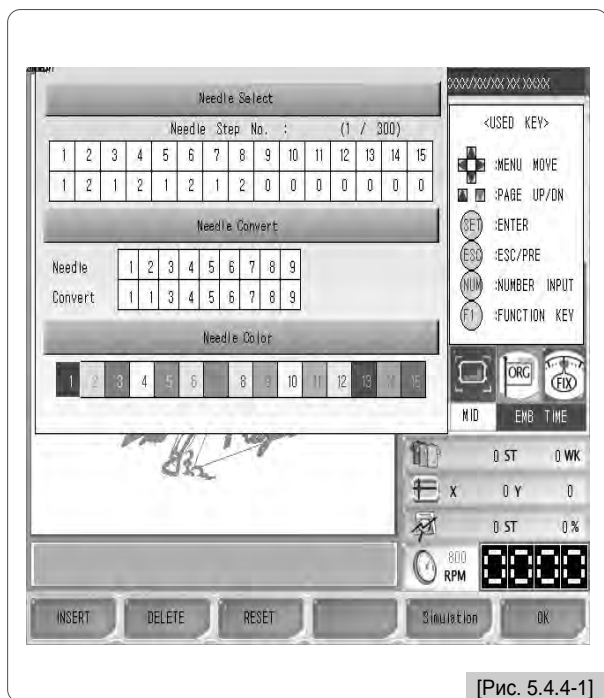 XXXX/XX/XX XX:XX:XX
Needle Select
Needle Step No. : (1 / 300)
1 2 3 4 5 6 7 8 9 10 11 12 13 14 15
1 2 1 2 1 2 1 2 0 0 0 0 0 0 0
Needle Convert
Needle 1 2 3 4 5 6 7 8 9
Convert 1 1 3 4 5 6 7 8 9
Needle Color
1 2 3 4 5 6 8 9 10 11 12 13 14 15
<USED KEY>
:MENU MOVE
:PAGE UP/DN
SET :ENTER
ESC :ESC/PRE
NUM :NUMBER INPUT
F1 :FUNCTION KEY
ORG FIX
MID EMB TIME
0 ST 0 WK
X 0 Y 0
0 ST 0 %
800
RPM 0000
INSERT DELETE RESET Simulation OK
[Рис. 5.4.4-1]